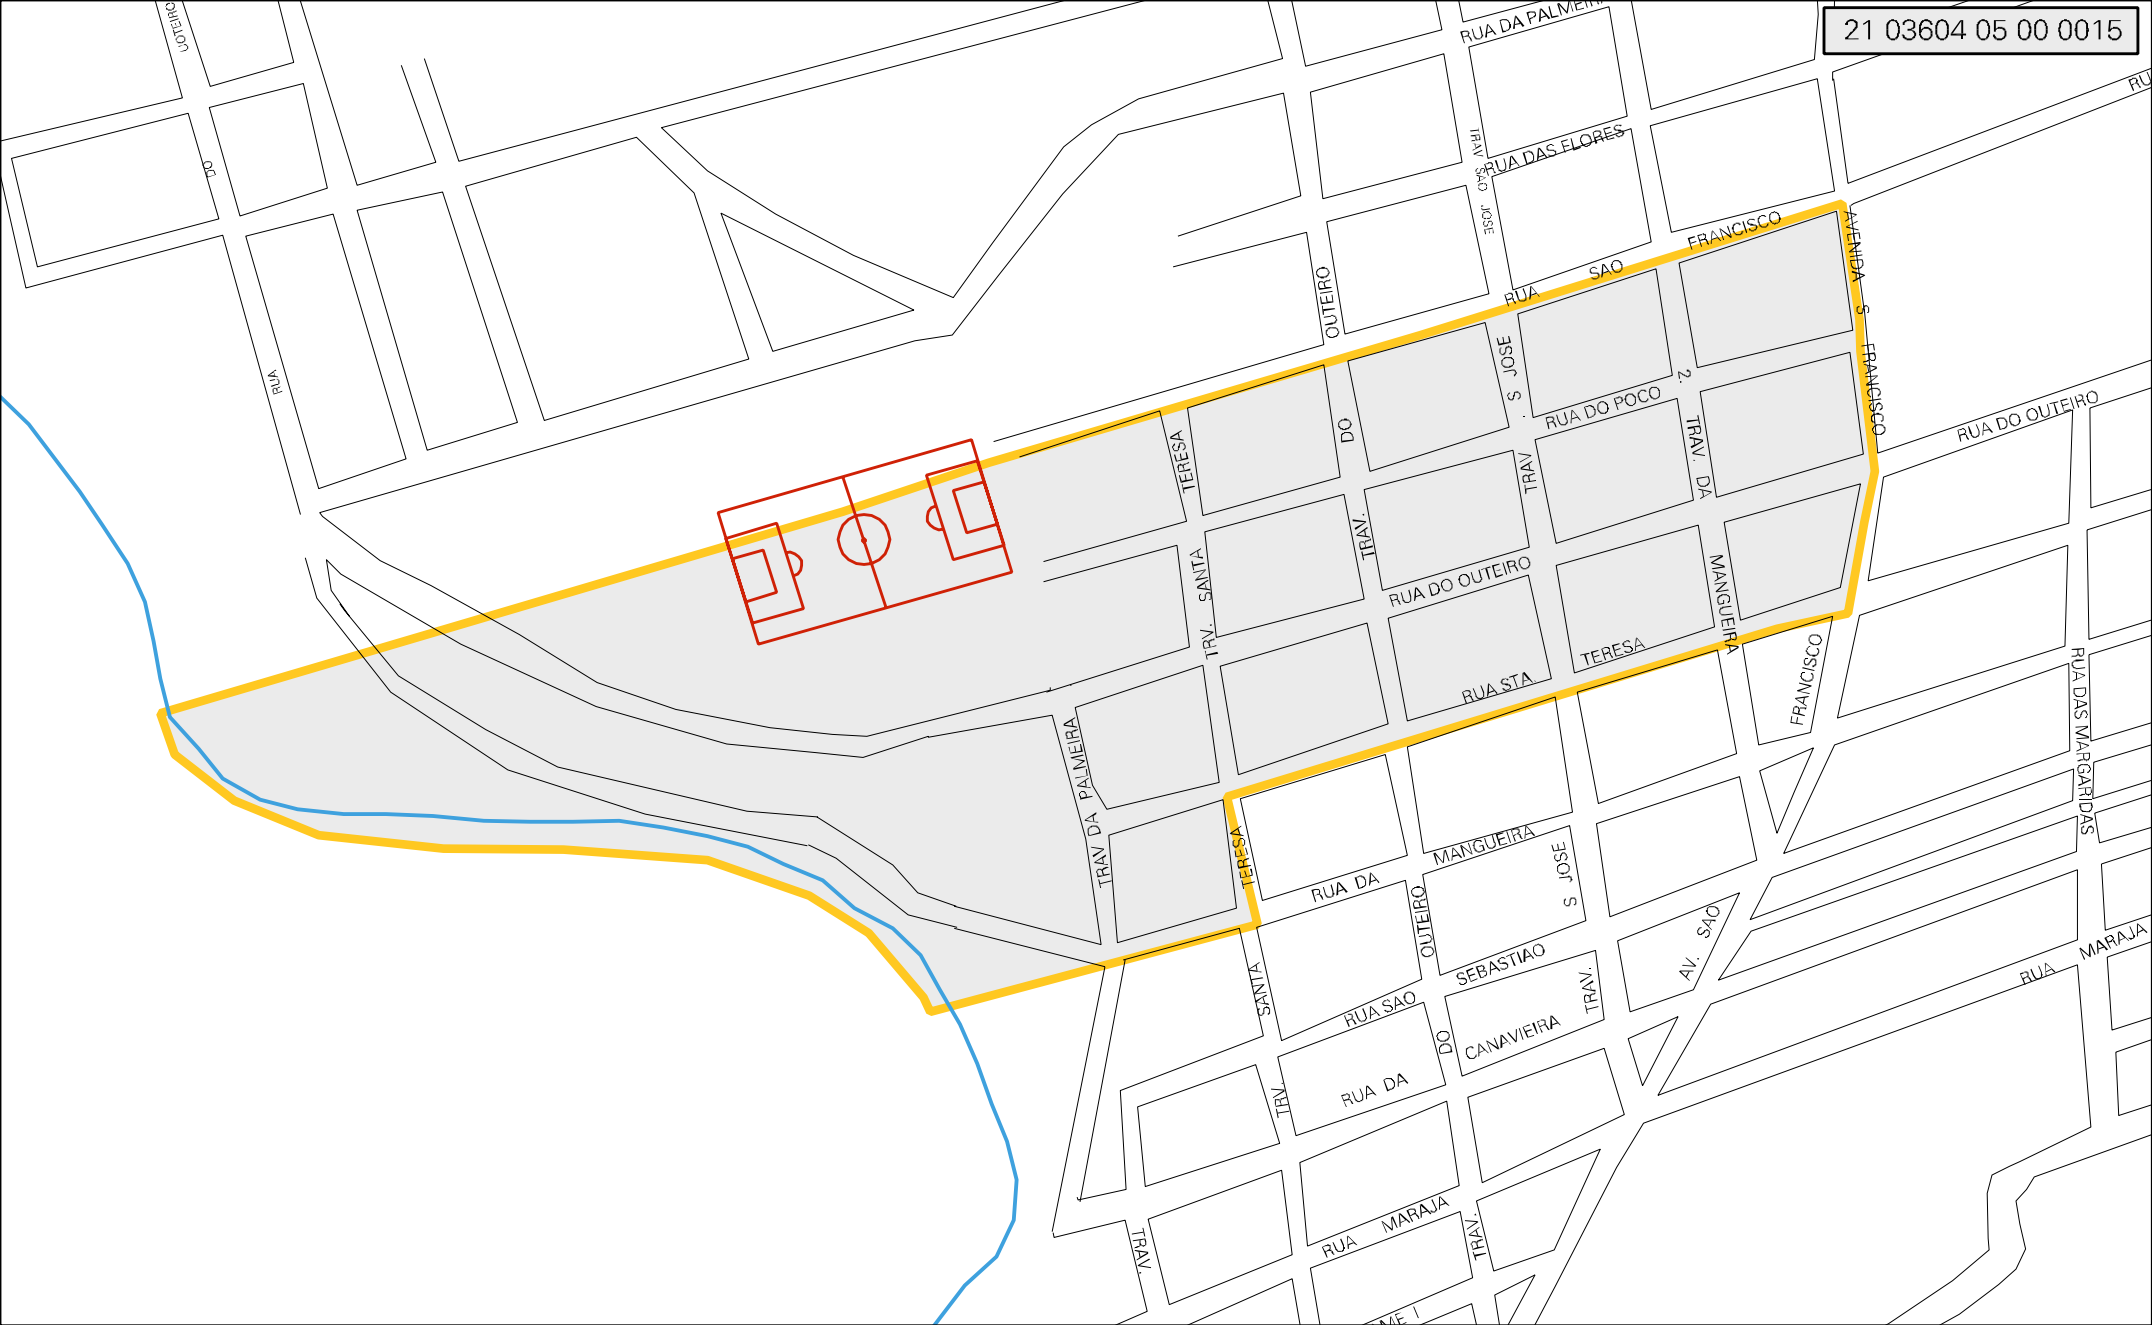 21 03604 05 00 0015
RUA DO OUTEIRO
RUA DAS FLORES
TRAV SAO JOSE
RUA SAO FRANCISCO
AVENIDA S FRANCISCO
TRAV. DO OUTEIRO
TRAV. S JOSE
RUA DO POCO
2. TRAV. DA MANGUEIRA
RUA DO OUTEIRO
RUA DO OUTEIRO
TRV. SANTA TERESA
RUA STA TERESA
TRAV DA PALMEIRA
TERESA
RUA DA MANGUEIRA
AV. SAO FRANCISCO
RUA DAS MARGARIDAS
TRAV. S JOSE
TRAV. DO OUTEIRO
RUA SAO SEBASTIAO
RUA MARAJA
TRV. SANTA
RUA DA CANAVIEIRA
RUA MARAJA
TRAV.